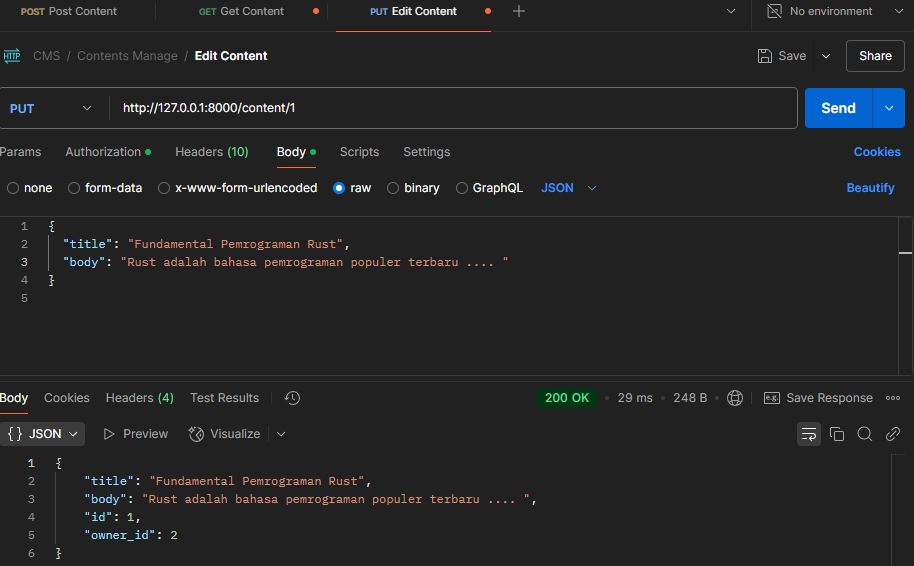 POST Post Content GET Get Content PUT Edit Content No environment
HTTP CMS / Contents Manage / Edit Content Save Share
PUT http://127.0.0.1:8000/content/1 Send
Params Authorization Headers (10) Body Scripts Settings Cookies
none form-data x-www-form-urlencoded raw binary GraphQL JSON Beautify
1 {
2 "title": "Fundamental Pemrograman Rust",
3 "body": "Rust adalah bahasa pemrograman populer terbaru .... "
4 }
5
Body Cookies Headers (4) Test Results 200 OK • 29 ms • 248 B • e.g. Save Response
{} JSON Preview Visualize
1 {
2 "title": "Fundamental Pemrograman Rust",
3 "body": "Rust adalah bahasa pemrograman populer terbaru .... ",
4 "id": 1,
5 "owner_id": 2
6 }